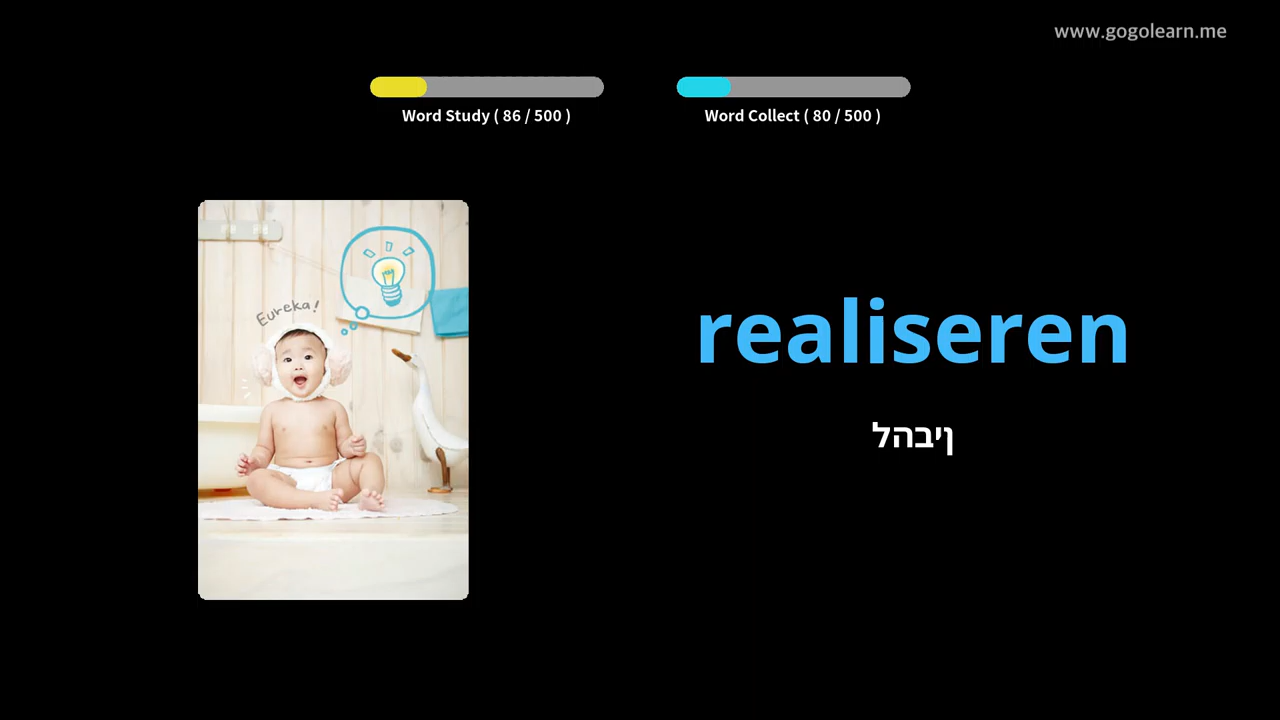 www.gogolearn.me
Word Study ( 86 / 500 )
Word Collect ( 80 / 500 )
Eureka!
realiseren
ןיבהל